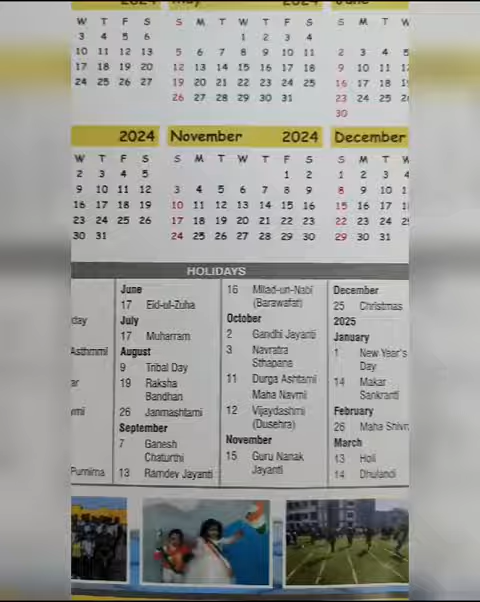 2024 May 2024 June
W T F S S M T W T F S S M T W
3 4 5 6 1 2 3 4
10 11 12 13 5 6 7 8 9 10 11 2 3 4 5
17 18 19 20 12 13 14 15 16 17 18 9 10 11 12
24 25 26 27 19 20 21 22 23 24 25 16 17 18 19
26 27 28 29 30 31 23 24 25
30
2024 November 2024 December
W T F S S M T W T F S S M T W
2 3 4 5 1 2 1 2 3 4
9 10 11 12 3 4 5 6 7 8 9 8 9 10
16 17 18 19 10 11 12 13 14 15 16 15 16 17
23 24 25 26 17 18 19 20 21 22 23 22 23 24
30 31 24 25 26 27 28 29 30 29 30 31
HOLIDAYS
June
17 Eid-ul-Zuha
July
17 Muharram
August
9 Tribal Day
19 Raksha
Bandhan
26 Janmashtami
September
7 Ganesh
Chaturthi
Purnima 13 Ramdev Jayanti
16 Milad-un-Nabi
(Barawafat)
October
2 Gandhi Jayanti
3 Navratra
Sthapana
11 Durga Ashtami
Maha Navmi
12 Vijaydashmi
(Dusehra)
November
15 Guru Nanak
Jayanti
December
25 Christmas
2025
January
1 New Year's
Day
14 Makar
Sankranti
February
26 Maha Shivr
March
13 Holi
14 Dhulandi